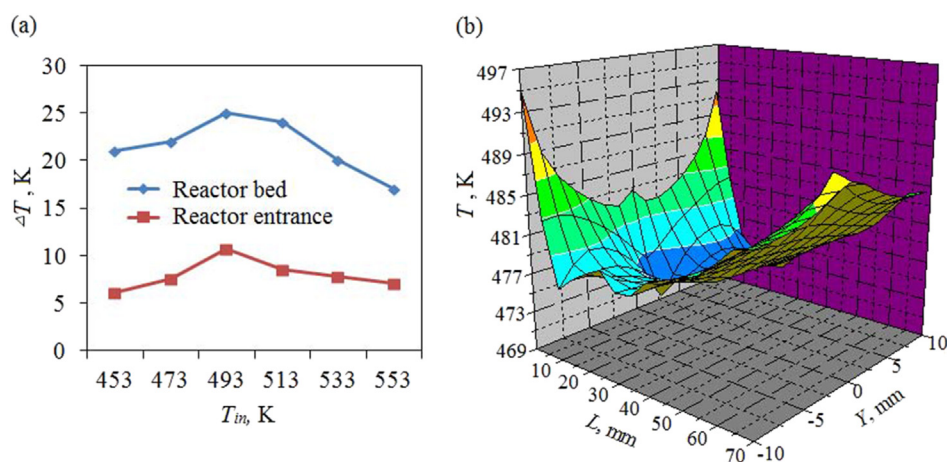 (a)
30
25
20
15
10
5
0
ΔT, K
Reactor bed
Reactor entrance
453 473 493 513 533 553
T_in, K
(b)
497
493
489
485
481
477
473
469
T, K
10 20 30 40 50 60 70
L, mm
-10 -5 0 5 10
Y, mm